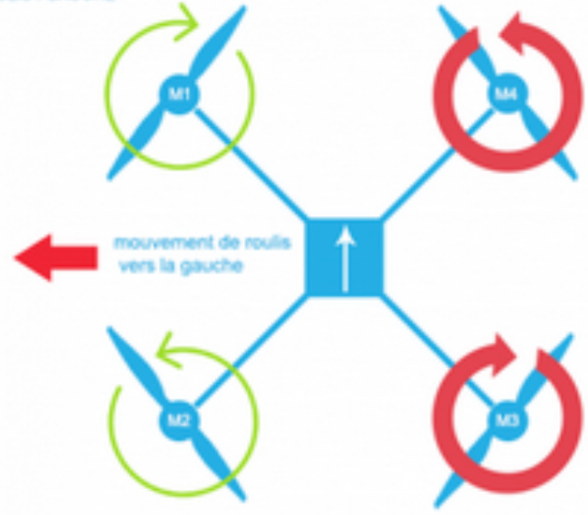 M1
M4
mouvement de roulis
vers la gauche
M2
M3